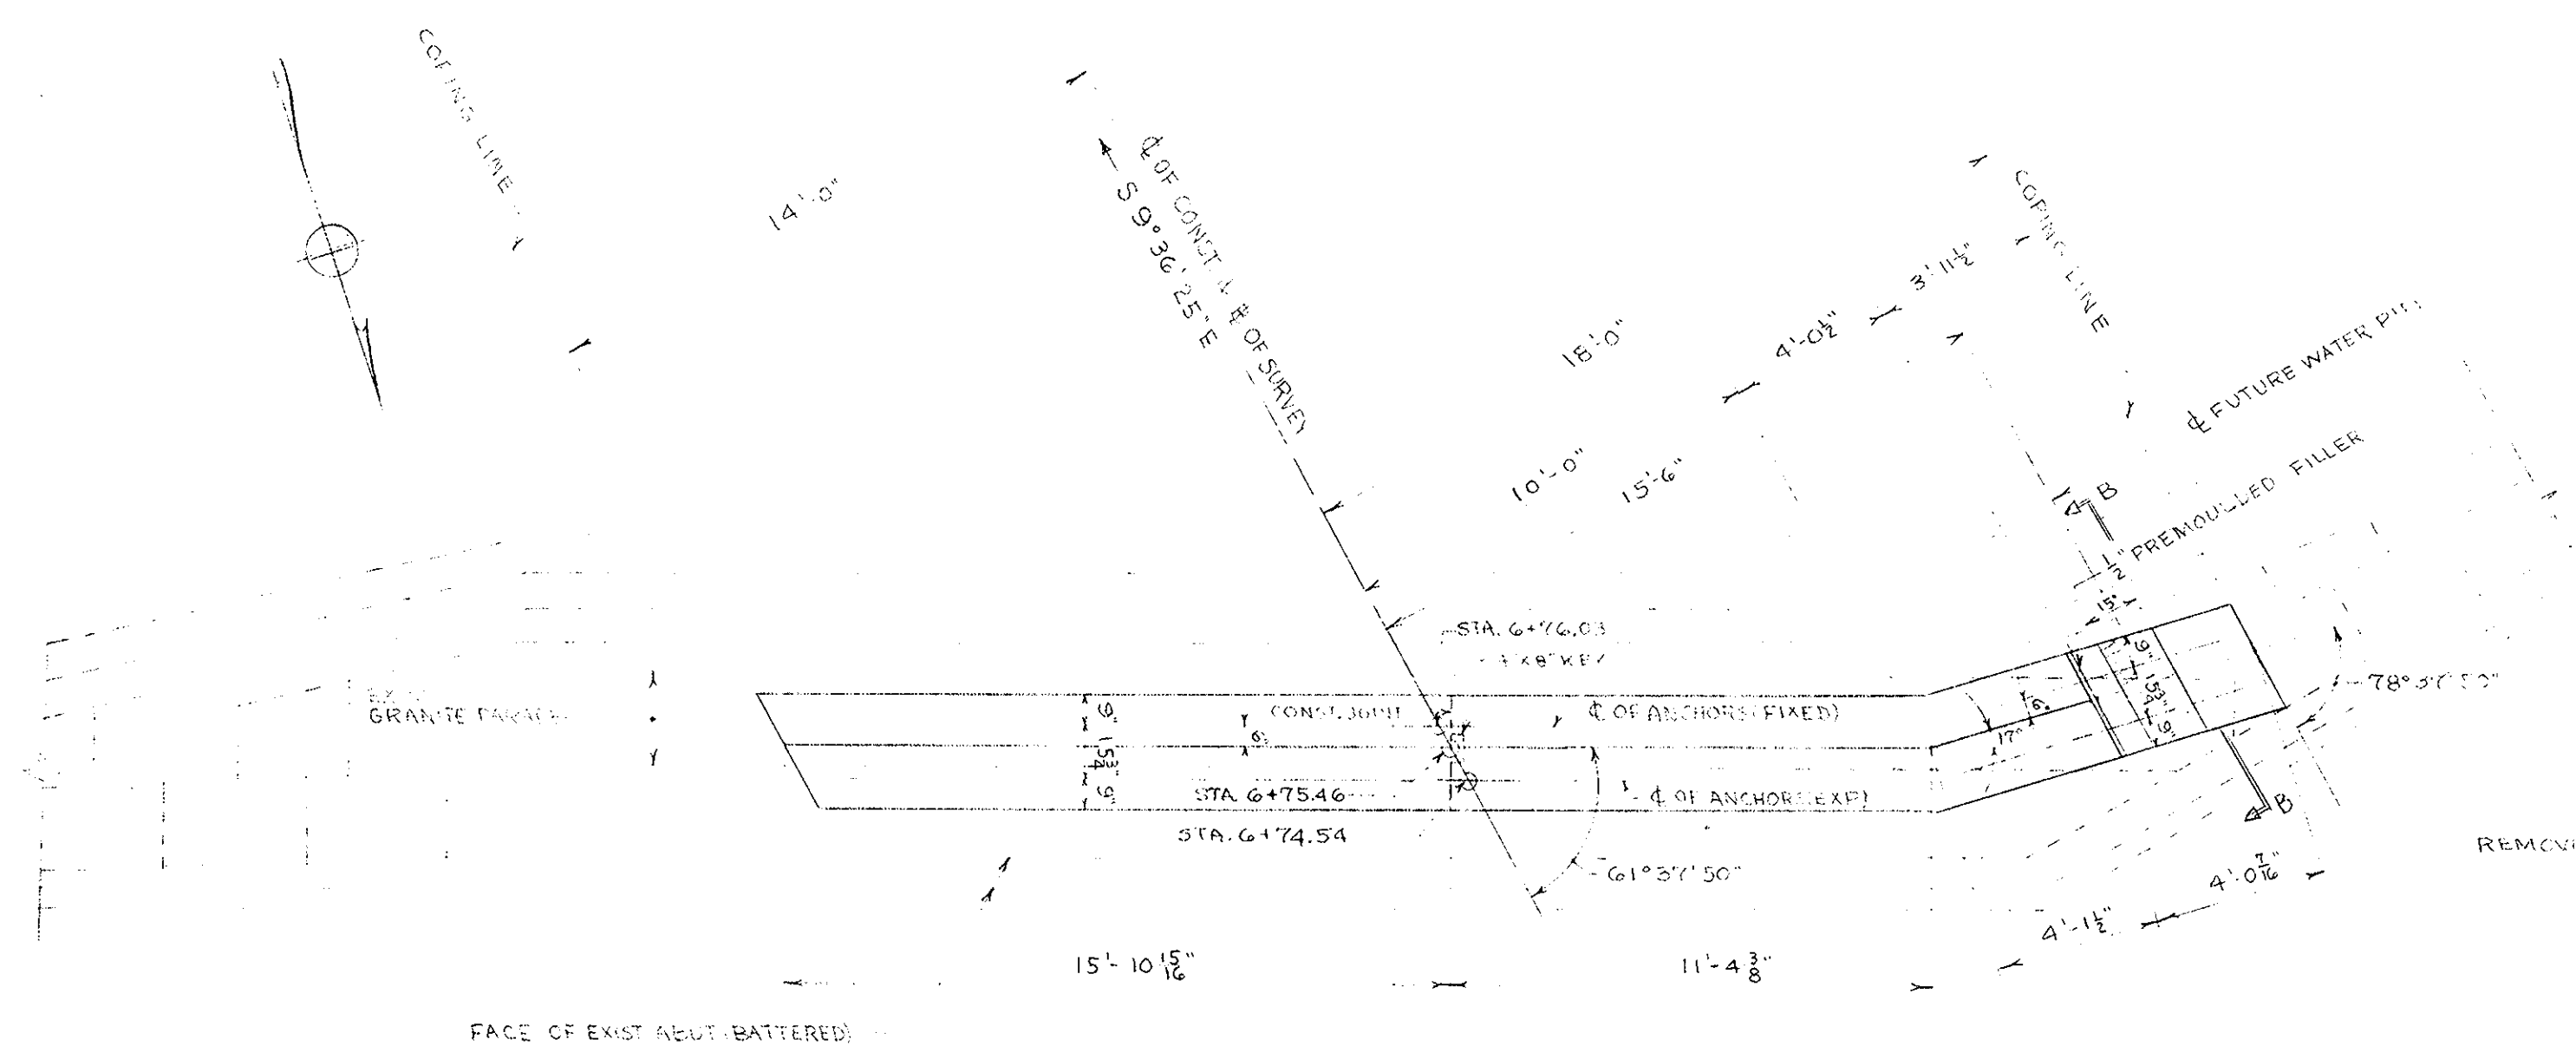 COPING LINE
14'-0"
℄ OF CONST. & ℄ OF SURVEY
S 9° 36' 25" E
18'-0"
4'-0½"
3'-11½"
COPING LINE
10'-0"
15'-6"
℄ FUTURE WATER
½" PREMOULDED FILLER
B
15°
STA. 6+76.03
GRANITE
CONST. JOINT
℄ OF ANCHORS (FIXED)
9"
15¾"
9"
6"
17°
9"
15¾"
9"
78° 37' 50"
STA. 6+75.46
℄ OF ANCHORS (EXP)
B
STA. 6+74.54
61° 37' 50"
4'-0 7/16"
4'-1½"
15'-10 15/16"
11'-4 3/8"
FACE OF EXIST ABUT. (BATTERED)